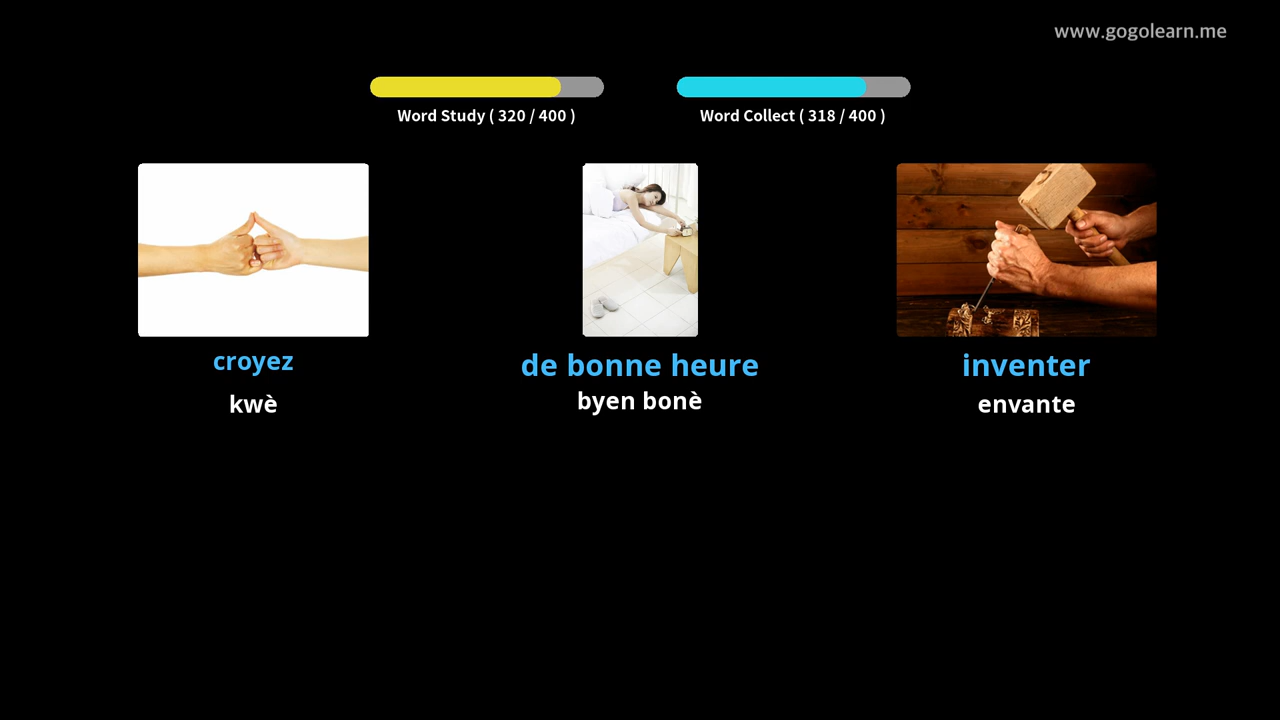 www.gogolearn.me
Word Study ( 320 / 400 )
Word Collect ( 318 / 400 )
croyez
kwè
de bonne heure
byen bonè
inventer
envante